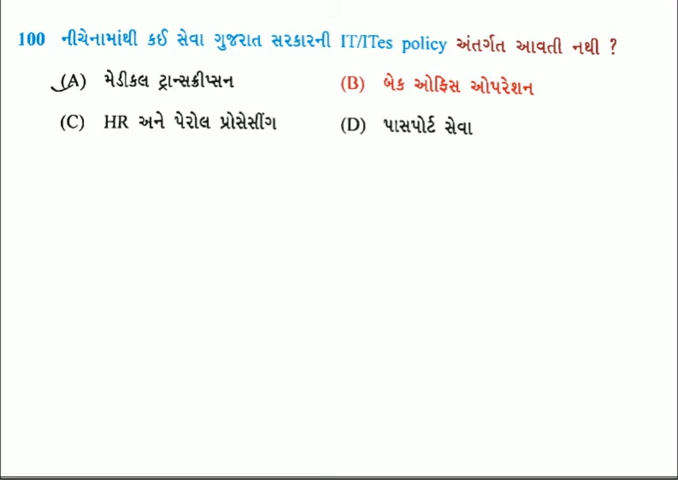 100 નીચેનામાંથી કઈ સેવા ગુજરાત સરકારની IT/ITes policy અંતર્ગત આવતી નથી ?
(A) મેડીકલ ટ્રાન્સક્રીપ્સન (B) બેક ઓફિસ ઓપરેશન
(C) HR અને પેરોલ પ્રોસેસીંગ (D) પાસપોર્ટ સેવા